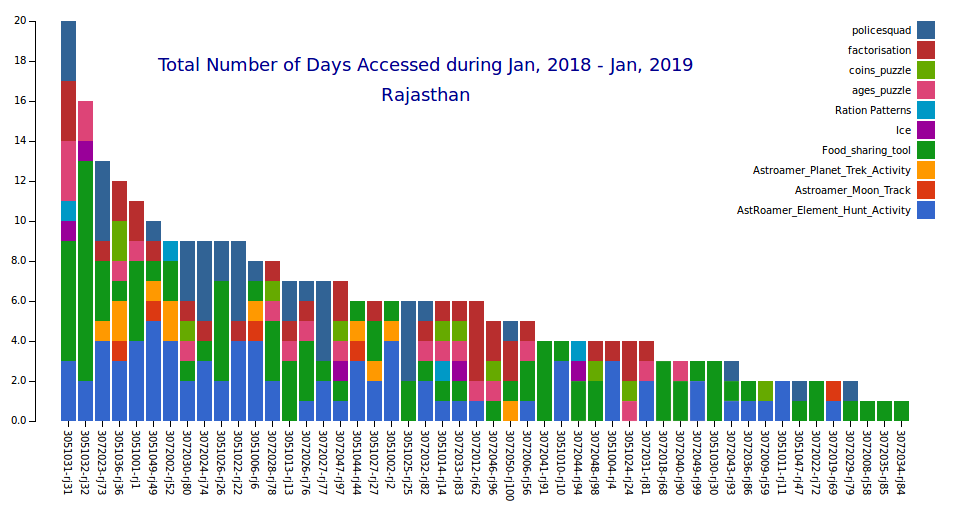 Total Number of Days Accessed during Jan, 2018 - Jan, 2019
Rajasthan
policesquad
factorisation
coins_puzzle
ages_puzzle
Ration Patterns
Ice
Food_sharing_tool
Astroamer_Planet_Trek_Activity
Astroamer_Moon_Track
AstRoamer_Element_Hunt_Activity
20
18
16
14
12
10
8.0
6.0
4.0
2.0
0.0
3051031-rj31
3051032-rj32
3072023-rj73
3051036-rj36
3051001-rj1
3051049-rj49
3072002-rj52
3072030-rj80
3072024-rj74
3051026-rj26
3051022-rj22
3051006-rj6
3072028-rj78
3051013-rj13
3072026-rj76
3072027-rj77
3072047-rj97
3051044-rj44
3051027-rj27
3051002-rj2
3051025-rj25
3072032-rj82
3051014-rj14
3072033-rj83
3072012-rj62
3072046-rj96
3072050-rj100
3072006-rj56
3072041-rj91
3051010-rj10
3072044-rj94
3072048-rj98
3051004-rj4
3051024-rj24
3072031-rj81
3072018-rj68
3072040-rj90
3072049-rj99
3051030-rj30
3072043-rj93
3072036-rj86
3072009-rj59
3051011-rj11
3051047-rj47
3072022-rj72
3072019-rj69
3072029-rj79
3072008-rj58
3072035-rj85
3072034-rj84